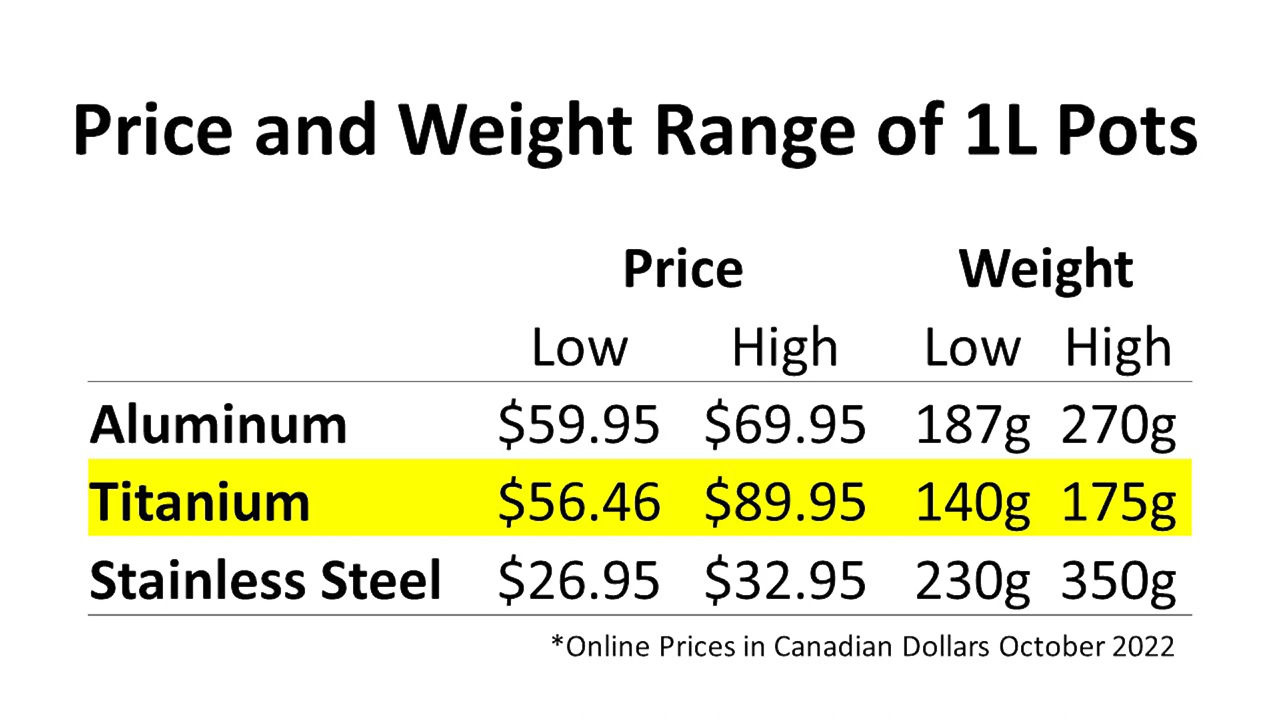 Price and Weight Range of 1L Pots
Price Weight
Low High Low High
Aluminum $59.95 $69.95 187g 270g
Titanium $56.46 $89.95 140g 175g
Stainless Steel $26.95 $32.95 230g 350g
*Online Prices in Canadian Dollars October 2022